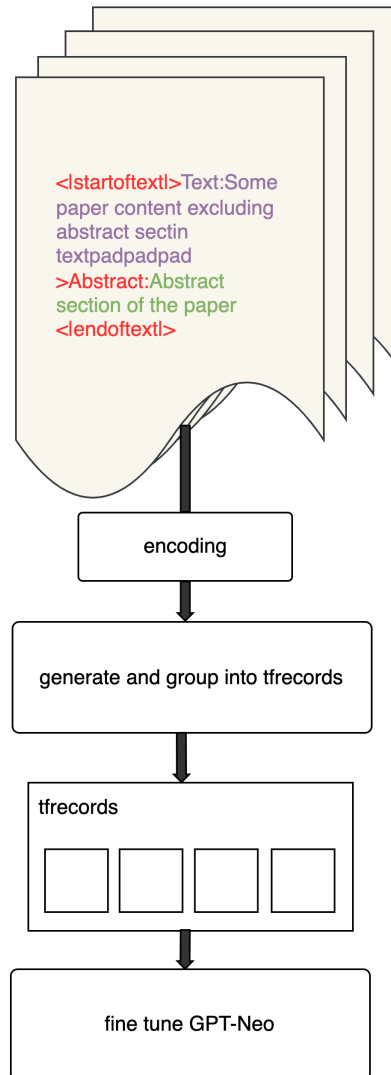 <|startoftext|>Text:Some
paper content excluding
abstract sectin
textpadpadpad
>Abstract:Abstract
section of the paper
<|endoftext|>
encoding
generate and group into tfrecords
tfrecords
fine tune GPT-Neo